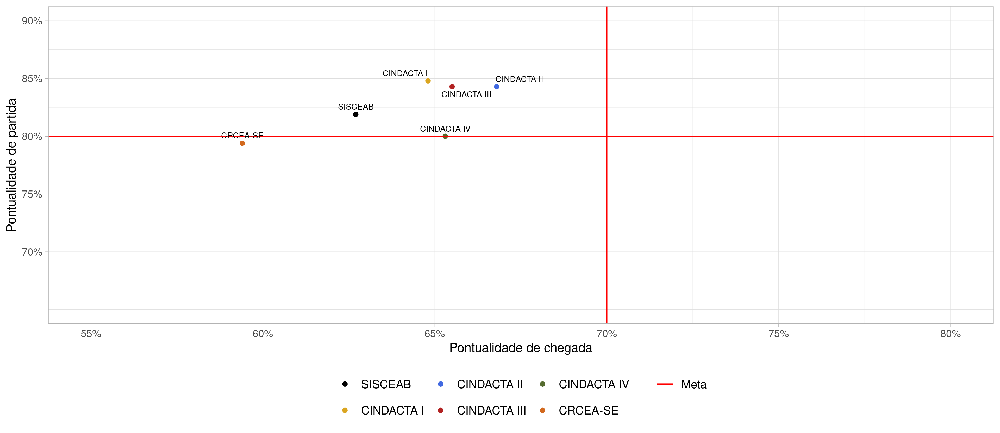 90%
85%
80%
75%
70%
Pontualidade de partida
CINDACTA I
CINDACTA II
CINDACTA III
SISCEAB
CINDACTA IV
CRCEA-SE
55% 60% 65% 70% 75% 80%
Pontualidade de chegada
SISCEAB CINDACTA II CINDACTA IV Meta
CINDACTA I CINDACTA III CRCEA-SE